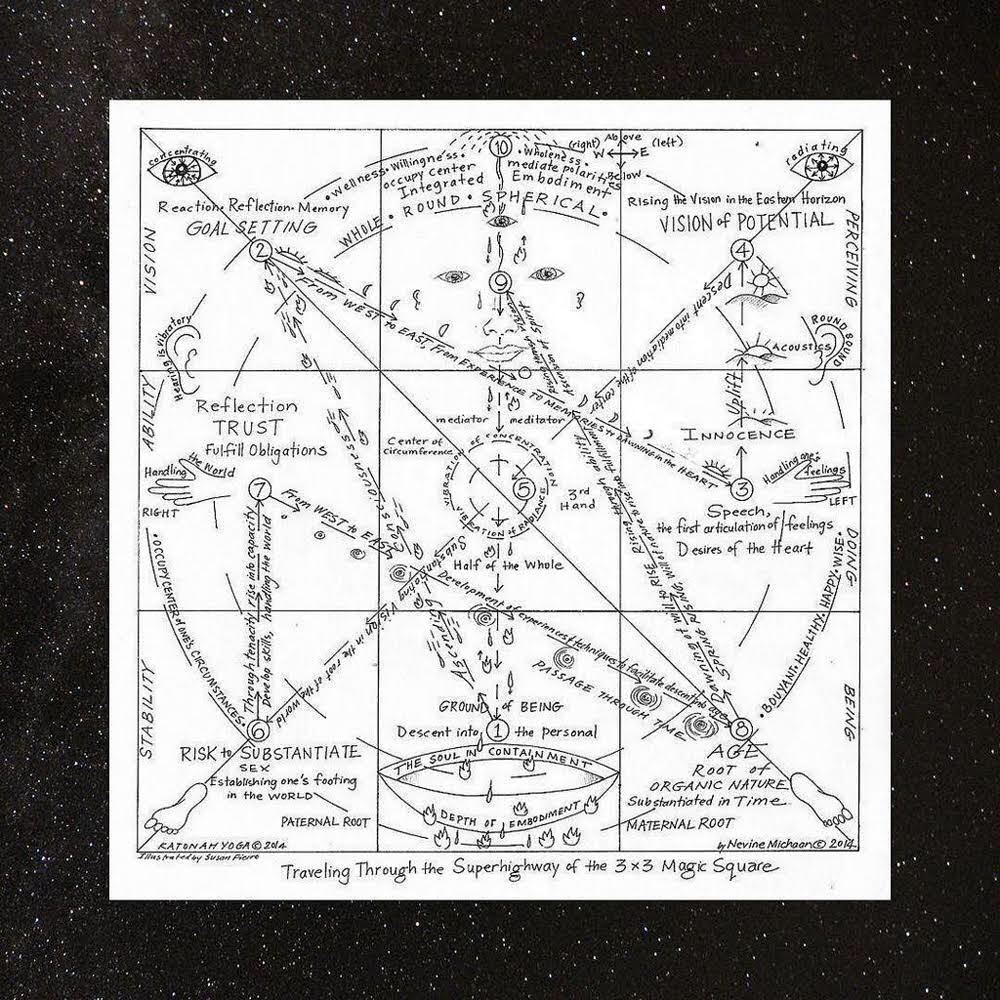 concentrating
10
(right) Above (left)
W E
Below
radiating
Wellness • Willingness •
occupy center
Integrated
• Wholeness •
mediate polarities
Embodiment
WHOLE • ROUND • SPHERICAL •
Reaction • Reflection • Memory
GOAL SETTING
2
Rising the Vision in the Eastern Horizon
VISION of POTENTIAL
4
VISION
PERCEIVING
9
From WEST to EAST from EXPERIENCE to MEMORIES to DAWNING in the HEART
Descent into mediation of the center
Hearing is vibratory
ROUND SOUND
ACOUSTICS
ABILITY
Reflection
TRUST
Fulfill Obligations
mediator
meditator
Center of
circumference
VIBRATION of CONCENTRATION
VIBRATION of RADIANCE
5
3rd
Hand
Uplift
INNOCENCE
3
Handling the World
RIGHT
7
Handling one's feelings
LEFT
Speech,
the first articulation of feelings
Desires of the Heart
DOING
From WEST to EAST
Development of experiences & techniques to facilitate descent into age
Half of the Whole
Through tenacity rise into capacity
Develop skills, handling the world
Vision in the root of the world
Ascending
Consciousness
PASSAGE THROUGH TIME
• OCCUPY CENTER of ONE'S CIRCUMSTANCES •
• BOUYANT • HEALTHY • HAPPY • WISE •
STABILITY
BEING
6
RISK to SUBSTANTIATE
SEX
Establishing one's footing
in the WORLD
PATERNAL ROOT
GROUND of BEING
Descent into 1 the personal
THE SOUL IN CONTAINMENT
DEPTH OF EMBODIMENT
8
AGE
ROOT of
ORGANIC NATURE
Substantiated in Time
MATERNAL ROOT
KATONAH YOGA © 2014
Illustrated by Susan Fierro
by Nevine Michaan © 2014
Traveling Through the Superhighway of the 3×3 Magic Square